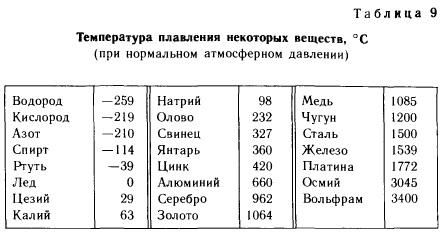 Таблица 9
Температура плавления некоторых веществ, °С
(при нормальном атмосферном давлении)
Водород —259 Натрий 98 Медь 1085
Кислород —219 Олово 232 Чугун 1200
Азот —210 Свинец 327 Сталь 1500
Спирт —114 Янтарь 360 Железо 1539
Ртуть —39 Цинк 420 Платина 1772
Лед 0 Алюминий 660 Осмий 3045
Цезий 29 Серебро 962 Вольфрам 3400
Калий 63 Золото 1064